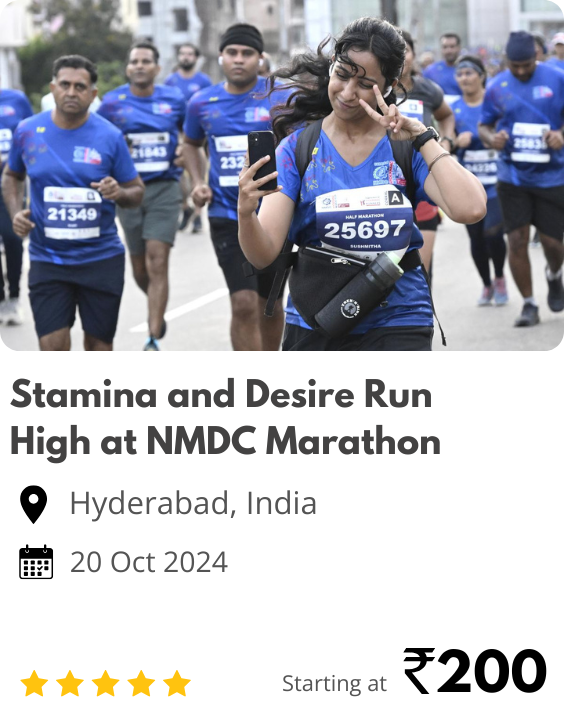 21843
232
21349
A
HALF MARATHON
25697
SUSHMITHA
Stamina and Desire Run
High at NMDC Marathon
Hyderabad, India
20 Oct 2024
Starting at ₹200